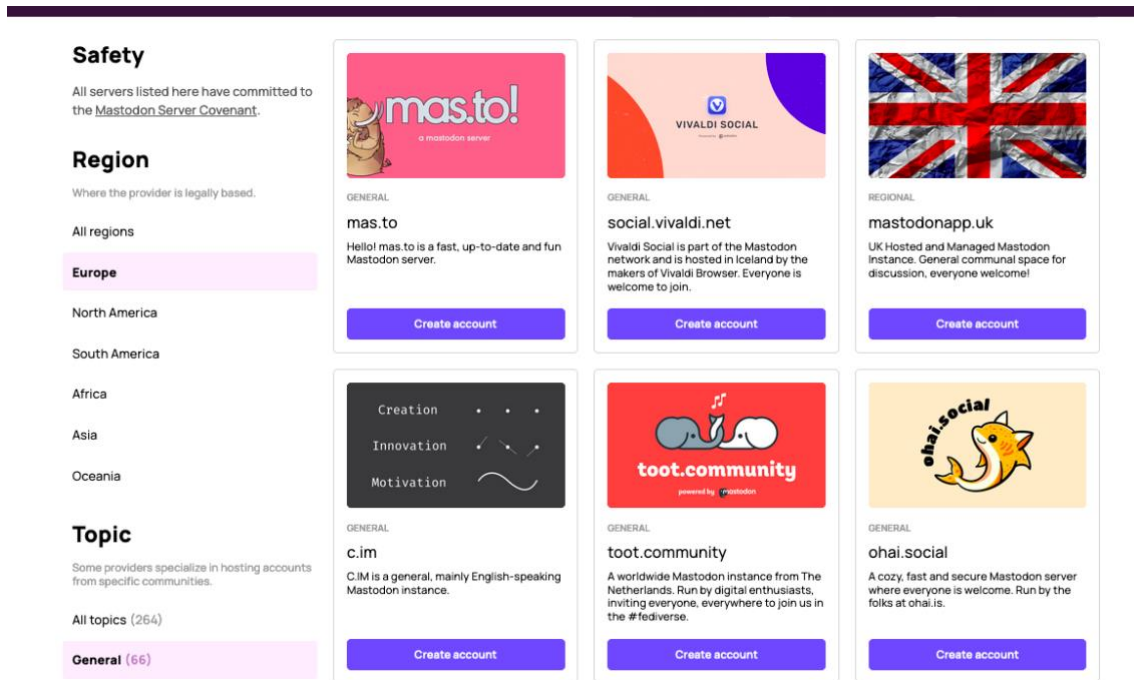 Safety
All servers listed here have committed to
the Mastodon Server Covenant.
Region
Where the provider is legally based.
All regions
Europe
North America
South America
Africa
Asia
Oceania
Topic
Some providers specialize in hosting accounts
from specific communities.
All topics (264)
General (66)
mas.to!
a mastodon server
GENERAL
mas.to
Hello! mas.to is a fast, up-to-date and fun
Mastodon server.
Create account
VIVALDI SOCIAL
GENERAL
social.vivaldi.net
Vivaldi Social is part of the Mastodon
network and is hosted in Iceland by the
makers of Vivaldi Browser. Everyone is
welcome to join.
Create account
REGIONAL
mastodonapp.uk
UK Hosted and Managed Mastodon
Instance. General communal space for
discussion, everyone welcome!
Create account
Creation
Innovation
Motivation
GENERAL
c.im
C.IM is a general, mainly English-speaking
Mastodon instance.
Create account
toot.community
powered by mastodon
GENERAL
toot.community
A worldwide Mastodon instance from The
Netherlands. Run by digital enthusiasts,
inviting everyone, everywhere to join us in
the #fediverse.
Create account
ohai.social
GENERAL
ohai.social
A cozy, fast and secure Mastodon server
where everyone is welcome. Run by the
folks at ohai.is.
Create account